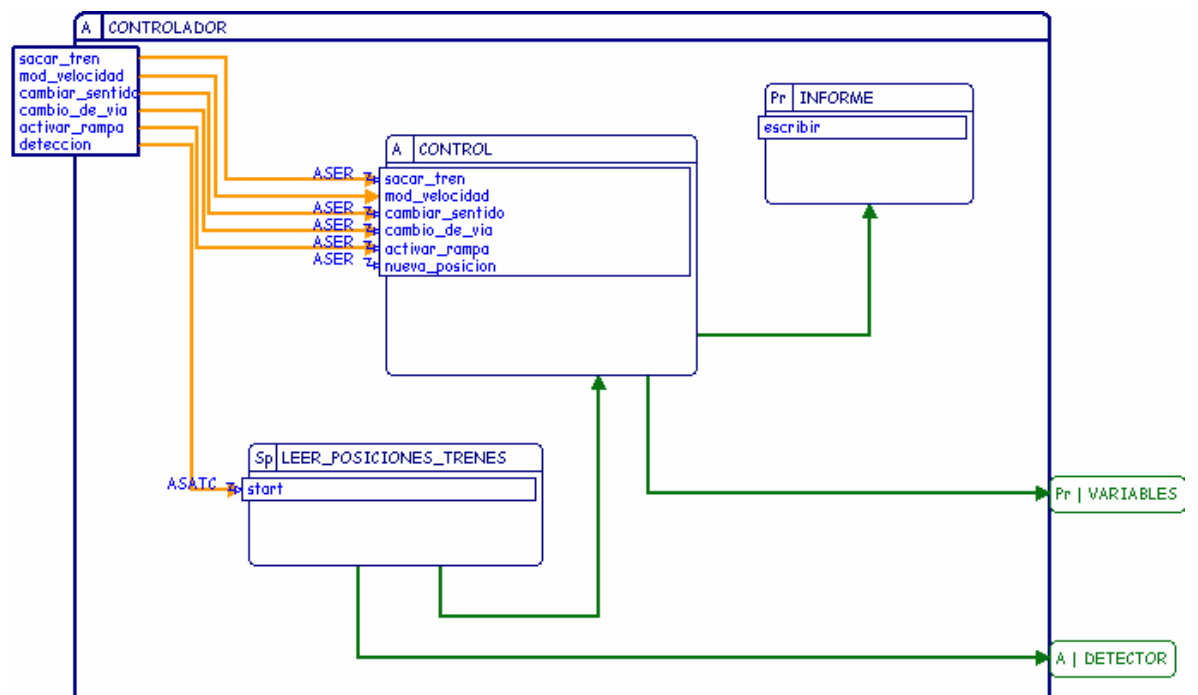 A CONTROLADOR
sacar_tren
mod_velocidad
cambiar_sentido
cambio_de_via
activar_rampa
deteccion
Pr INFORME
escribir
A CONTROL
ASER sacar_tren
mod_velocidad
ASER cambiar_sentido
ASER cambio_de_via
ASER activar_rampa
ASER nueva_posicion
Sp LEER_POSICIONES_TRENES
ASATC start
Pr | VARIABLES
A | DETECTOR